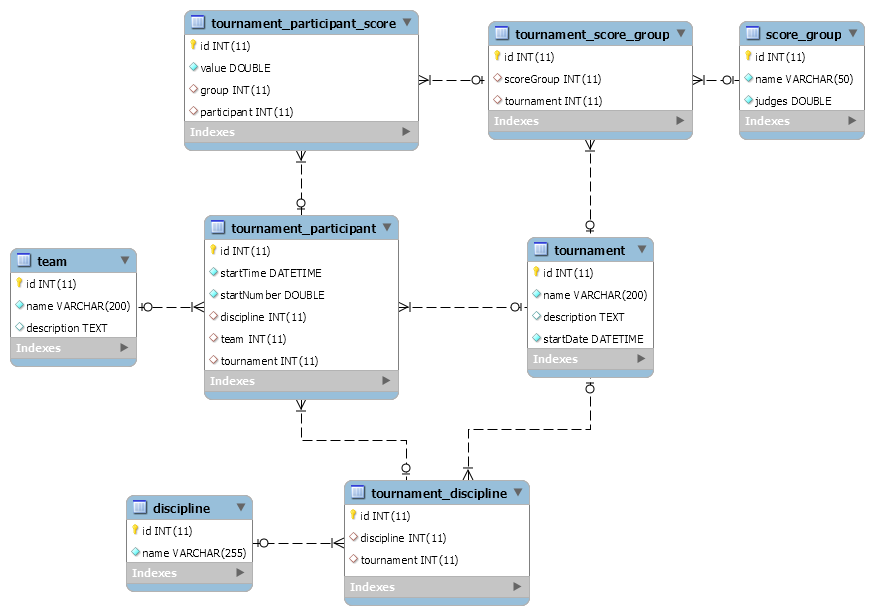 tournament_participant_score
id INT(11)
value DOUBLE
group INT(11)
participant INT(11)
Indexes
tournament_score_group
id INT(11)
scoreGroup INT(11)
tournament INT(11)
Indexes
score_group
id INT(11)
name VARCHAR(50)
judges DOUBLE
Indexes
team
id INT(11)
name VARCHAR(200)
description TEXT
Indexes
tournament_participant
id INT(11)
startTime DATETIME
startNumber DOUBLE
discipline INT(11)
team INT(11)
tournament INT(11)
Indexes
tournament
id INT(11)
name VARCHAR(200)
description TEXT
startDate DATETIME
Indexes
discipline
id INT(11)
name VARCHAR(255)
Indexes
tournament_discipline
id INT(11)
discipline INT(11)
tournament INT(11)
Indexes